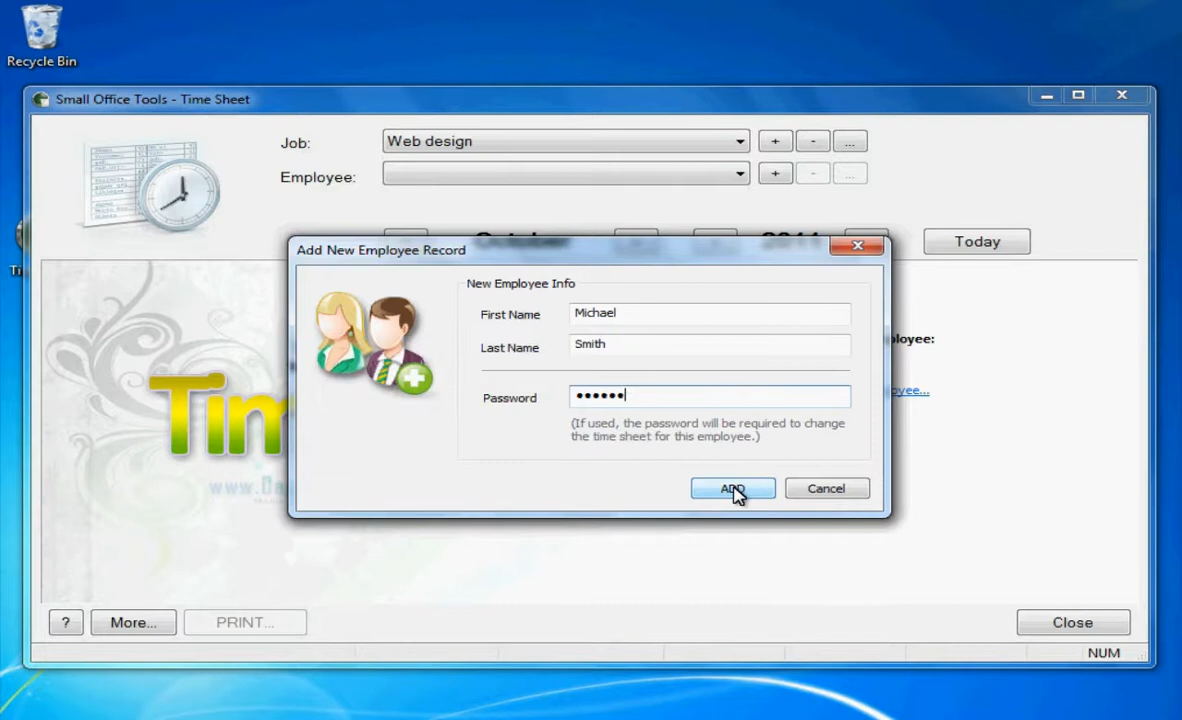 Recycle Bin
Small Office Tools - Time Sheet
Job:
Web design
+
-
...
Employee:
+
-
...
October
2011
Today
Add New Employee Record
New Employee Info
First Name
Michael
Last Name
Smith
Password
••••••
(If used, the password will be required to change
the time sheet for this employee.)
ADD
Cancel
?
More...
PRINT...
Close
NUM